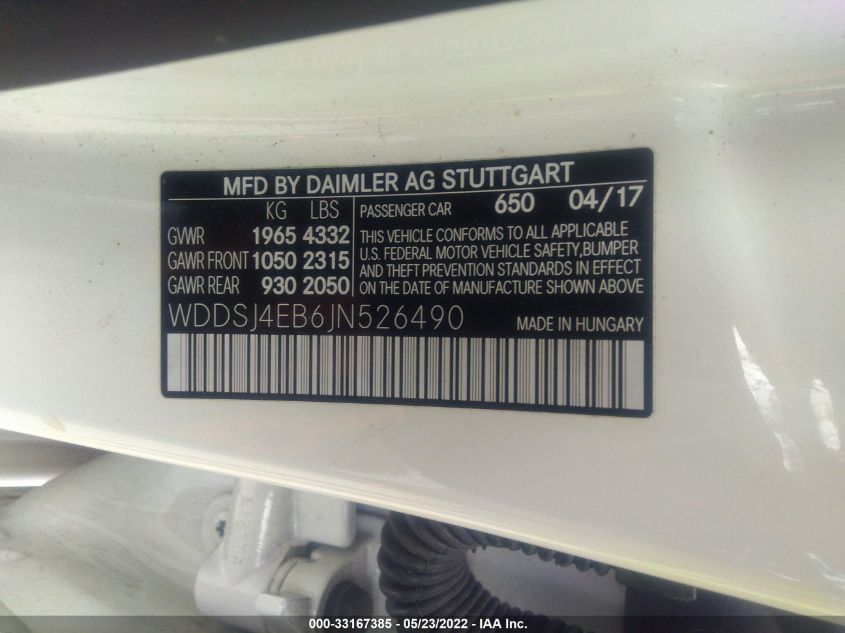 MFD BY DAIMLER AG STUTTGART
KG LBS
GVWR 1965 4332
GAWR FRONT 1050 2315
GAWR REAR 930 2050
PASSENGER CAR 650 04/17
THIS VEHICLE CONFORMS TO ALL APPLICABLE
U.S. FEDERAL MOTOR VEHICLE SAFETY,BUMPER
AND THEFT PREVENTION STANDARDS IN EFFECT
ON THE DATE OF MANUFACTURE SHOWN ABOVE
WDDSJ4EB6JN526490 MADE IN HUNGARY
000-33167385 - 05/23/2022 - IAA Inc.